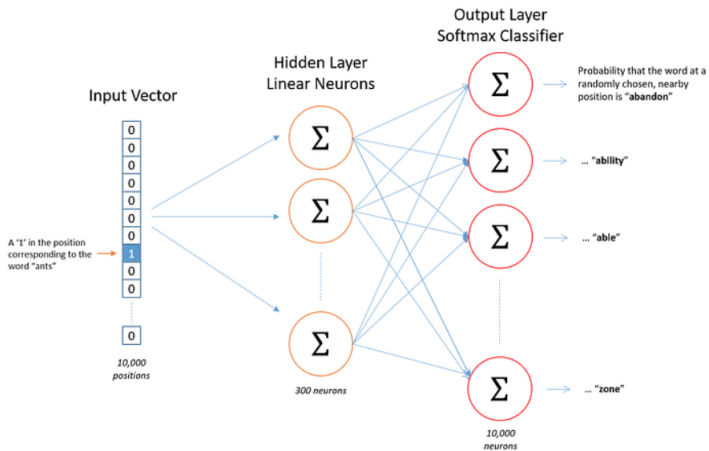 Output Layer
Softmax Classifier
Hidden Layer
Linear Neurons
Input Vector
0
0
0
0
0
0
0
1
0
0
0
A ‘1’ in the position
corresponding to the
word “ants”
10,000
positions
Σ
Σ
Σ
300 neurons
Σ
Σ
Σ
Σ
10,000
neurons
Probability that the word at a
randomly chosen, nearby
position is “abandon”
... “ability”
... “able”
... “zone”